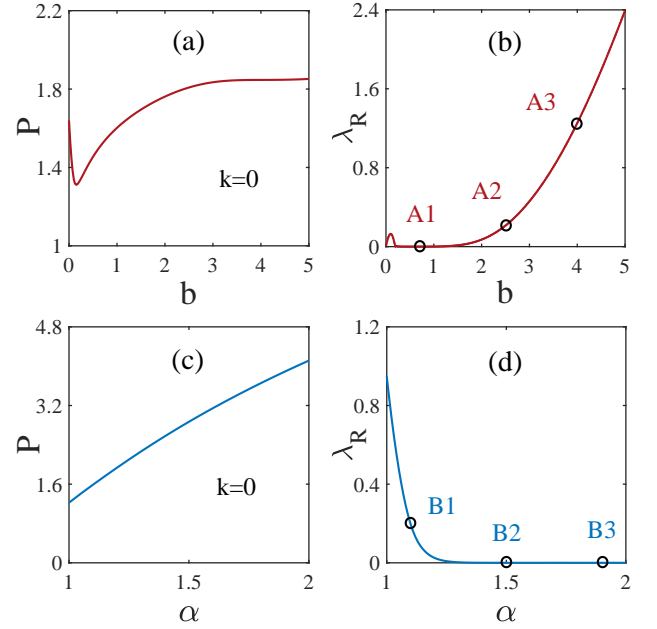 (a)
P
2.2
1.8
1.4
1
k=0
0 1 2 3 4 5
b
(b)
λR
2.4
1.6
0.8
0
A1
A2
A3
0 1 2 3 4 5
b
(c)
P
4.8
3.2
1.6
0
k=0
1 1.5 2
α
(d)
λR
1.2
0.8
0.4
0
B1
B2
B3
1 1.5 2
α